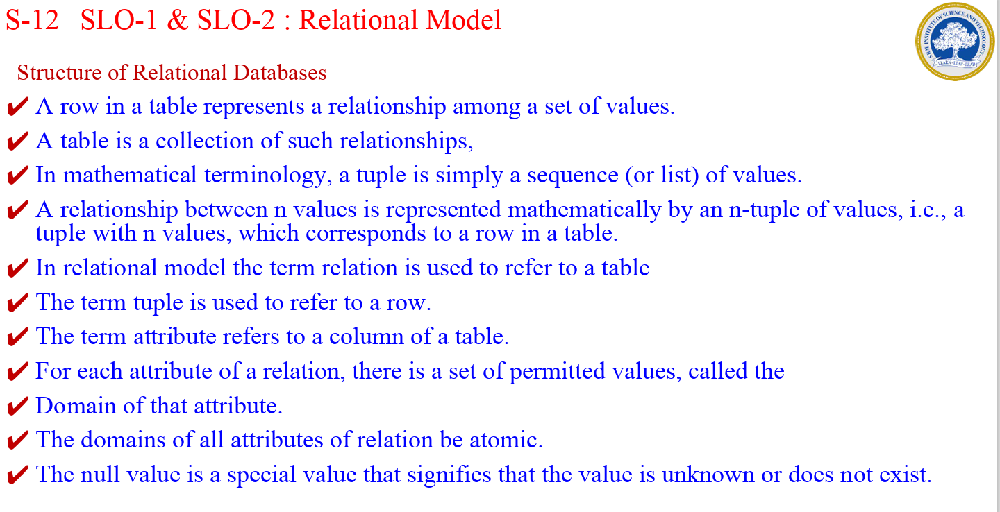 S-12 SLO-1 & SLO-2 : Relational Model
SRM INSTITUTE OF SCIENCE AND TECHNOLOGY
LEARN - LEAP - LEAD
Structure of Relational Databases
✔ A row in a table represents a relationship among a set of values.
✔ A table is a collection of such relationships,
✔ In mathematical terminology, a tuple is simply a sequence (or list) of values.
✔ A relationship between n values is represented mathematically by an n-tuple of values, i.e., a
tuple with n values, which corresponds to a row in a table.
✔ In relational model the term relation is used to refer to a table
✔ The term tuple is used to refer to a row.
✔ The term attribute refers to a column of a table.
✔ For each attribute of a relation, there is a set of permitted values, called the
✔ Domain of that attribute.
✔ The domains of all attributes of relation be atomic.
✔ The null value is a special value that signifies that the value is unknown or does not exist.